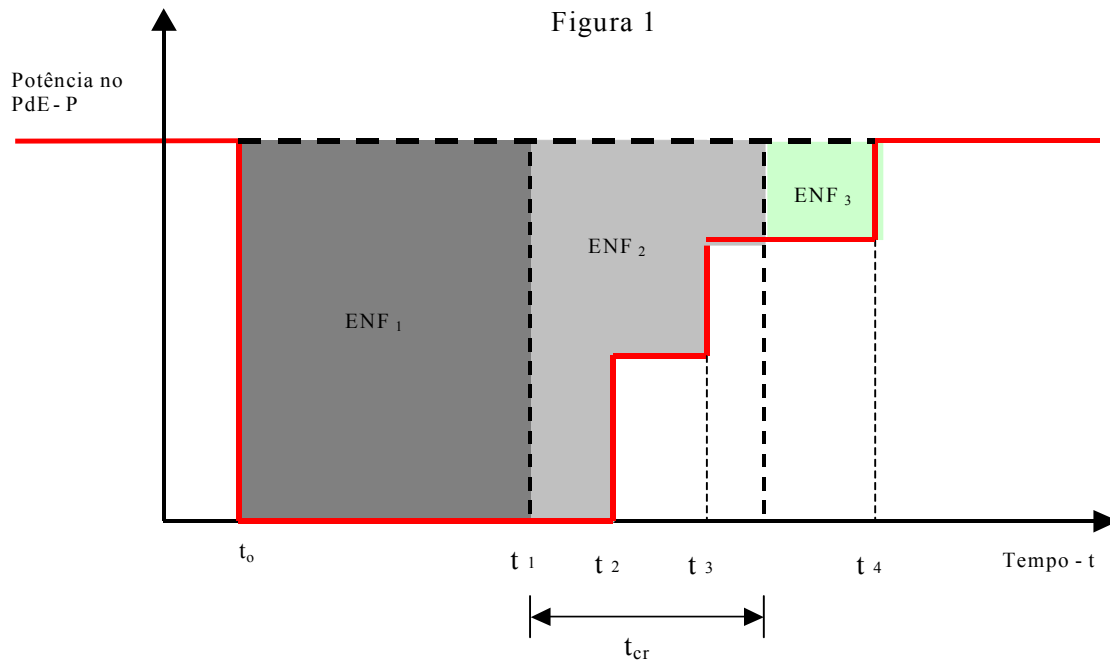 Figura 1
Potência no
PdE - P
ENF 3
ENF 2
ENF 1
to
t 1
t 2
t 3
t 4
Tempo - t
tcr